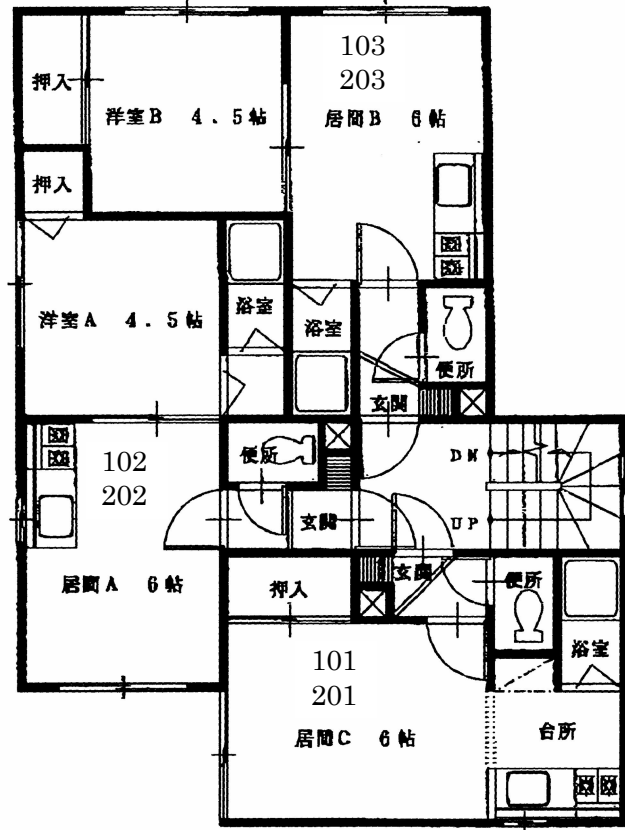 103
203
押入
洋室B 4.5帖
居間B 6帖
押入
浴室
浴室
洋室A 4.5帖
便所
玄関
102
202
便所
DN
玄関
UP
居間A 6帖
押入
玄関
便所
101
201
浴室
居間C 6帖
台所